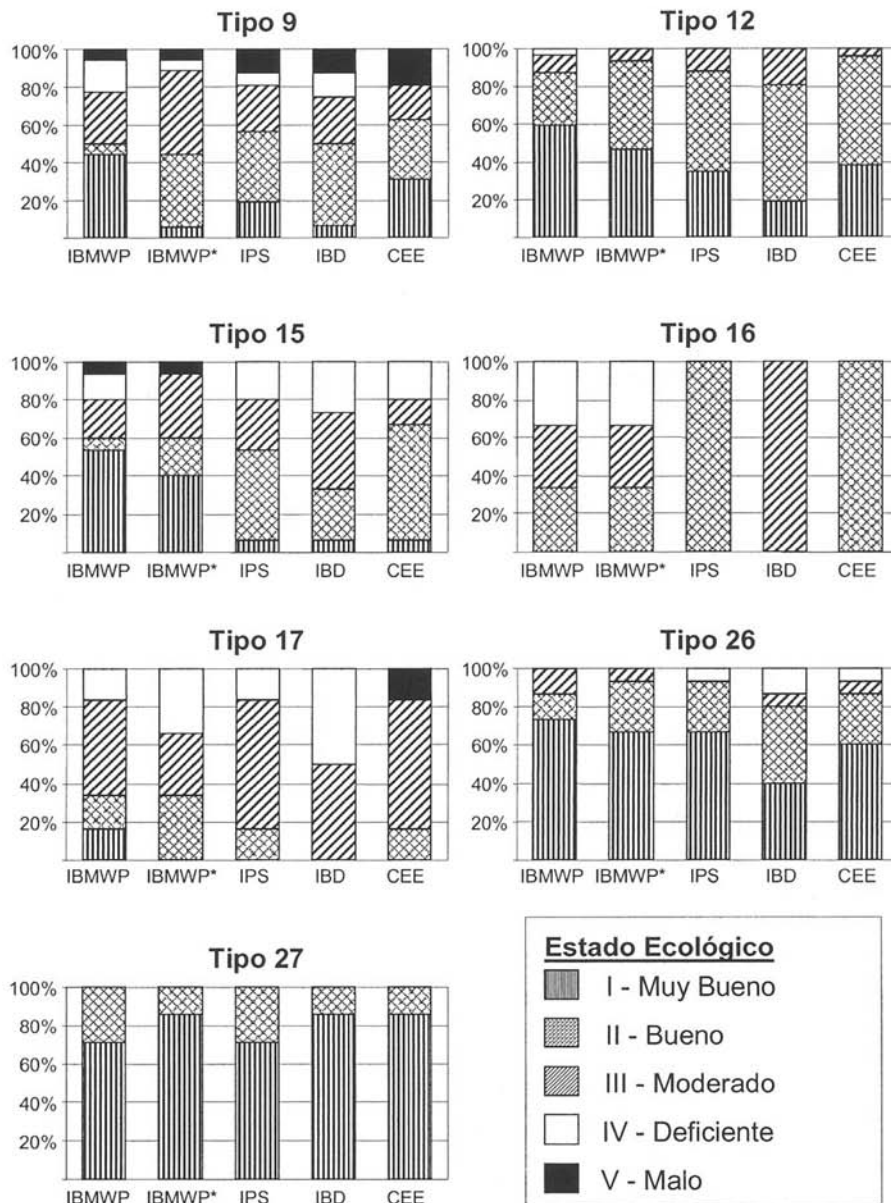 Tipo 9
100%
80%
60%
40%
20%
IBMWP IBMWP* IPS IBD CEE
Tipo 12
100%
80%
60%
40%
20%
IBMWP IBMWP* IPS IBD CEE
Tipo 15
100%
80%
60%
40%
20%
IBMWP IBMWP* IPS IBD CEE
Tipo 16
100%
80%
60%
40%
20%
IBMWP IBMWP* IPS IBD CEE
Tipo 17
100%
80%
60%
40%
20%
IBMWP IBMWP* IPS IBD CEE
Tipo 26
100%
80%
60%
40%
20%
IBMWP IBMWP* IPS IBD CEE
Tipo 27
100%
80%
60%
40%
20%
IBMWP IBMWP* IPS IBD CEE
Estado Ecológico
I - Muy Bueno
II - Bueno
III - Moderado
IV - Deficiente
V - Malo